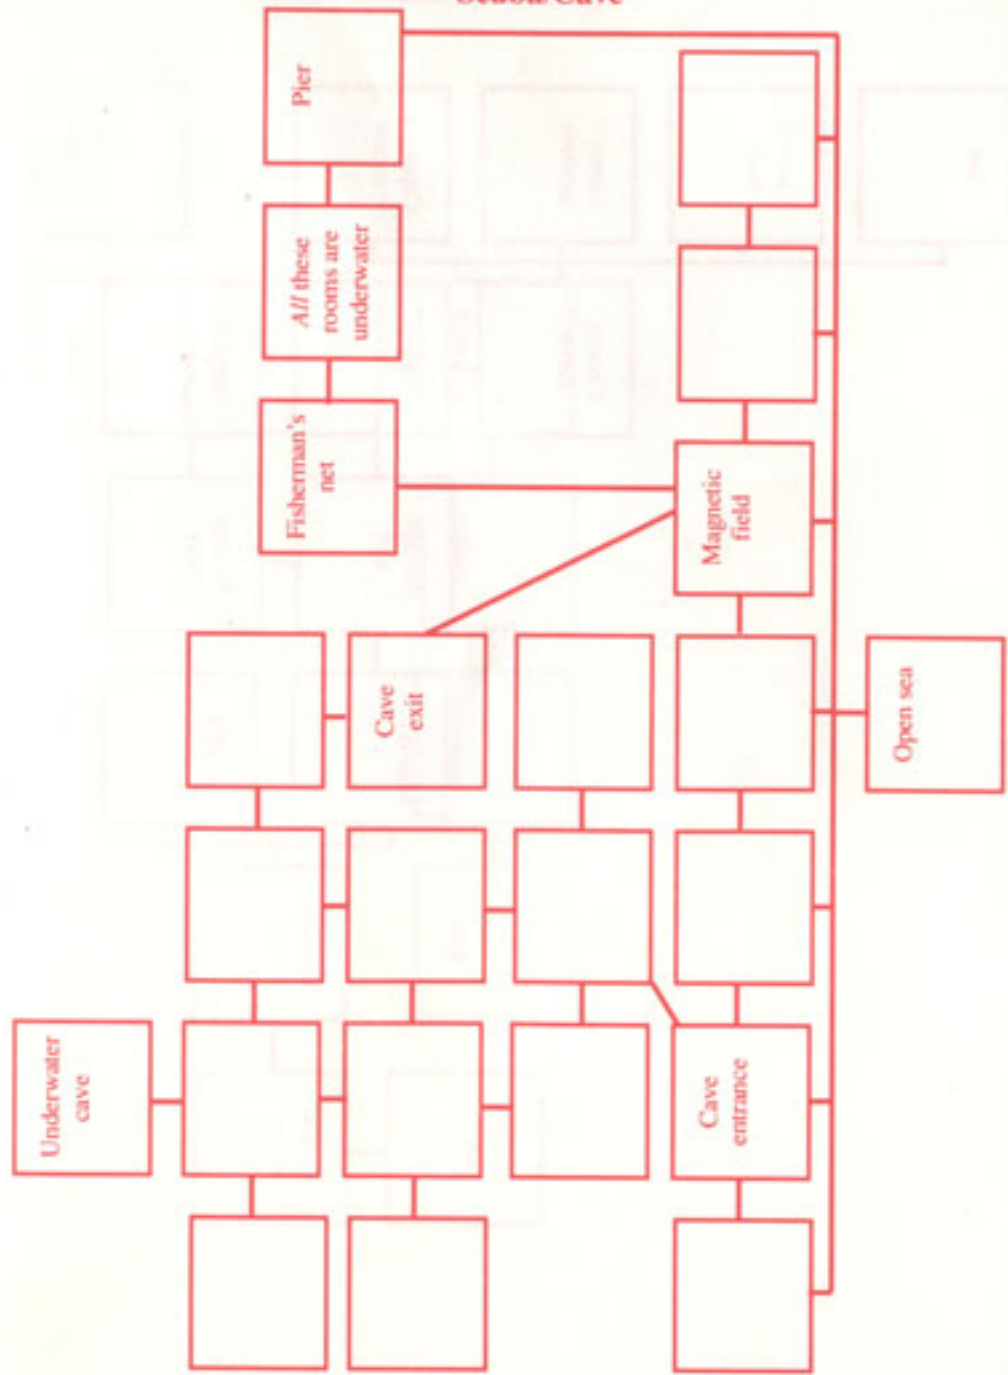 Pier
All these
rooms are
underwater
Fisherman's
net
Magnetic
field
Cave
exit
Open sea
Underwater
cave
Cave
entrance